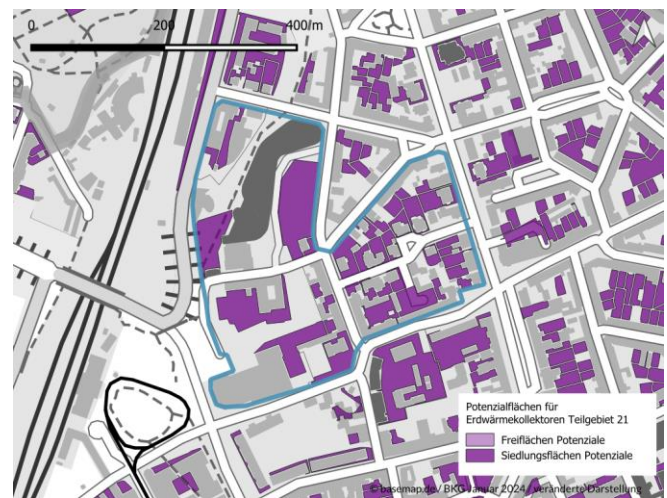 0 200 400/m
Potenzialflächen für
Erdwärmekollektoren Teilgebiet 21
Freiflächen Potenziale
Siedlungsflächen Potenziale
© basemap.de / BKG Januar 2024 / veränderte Darstellung